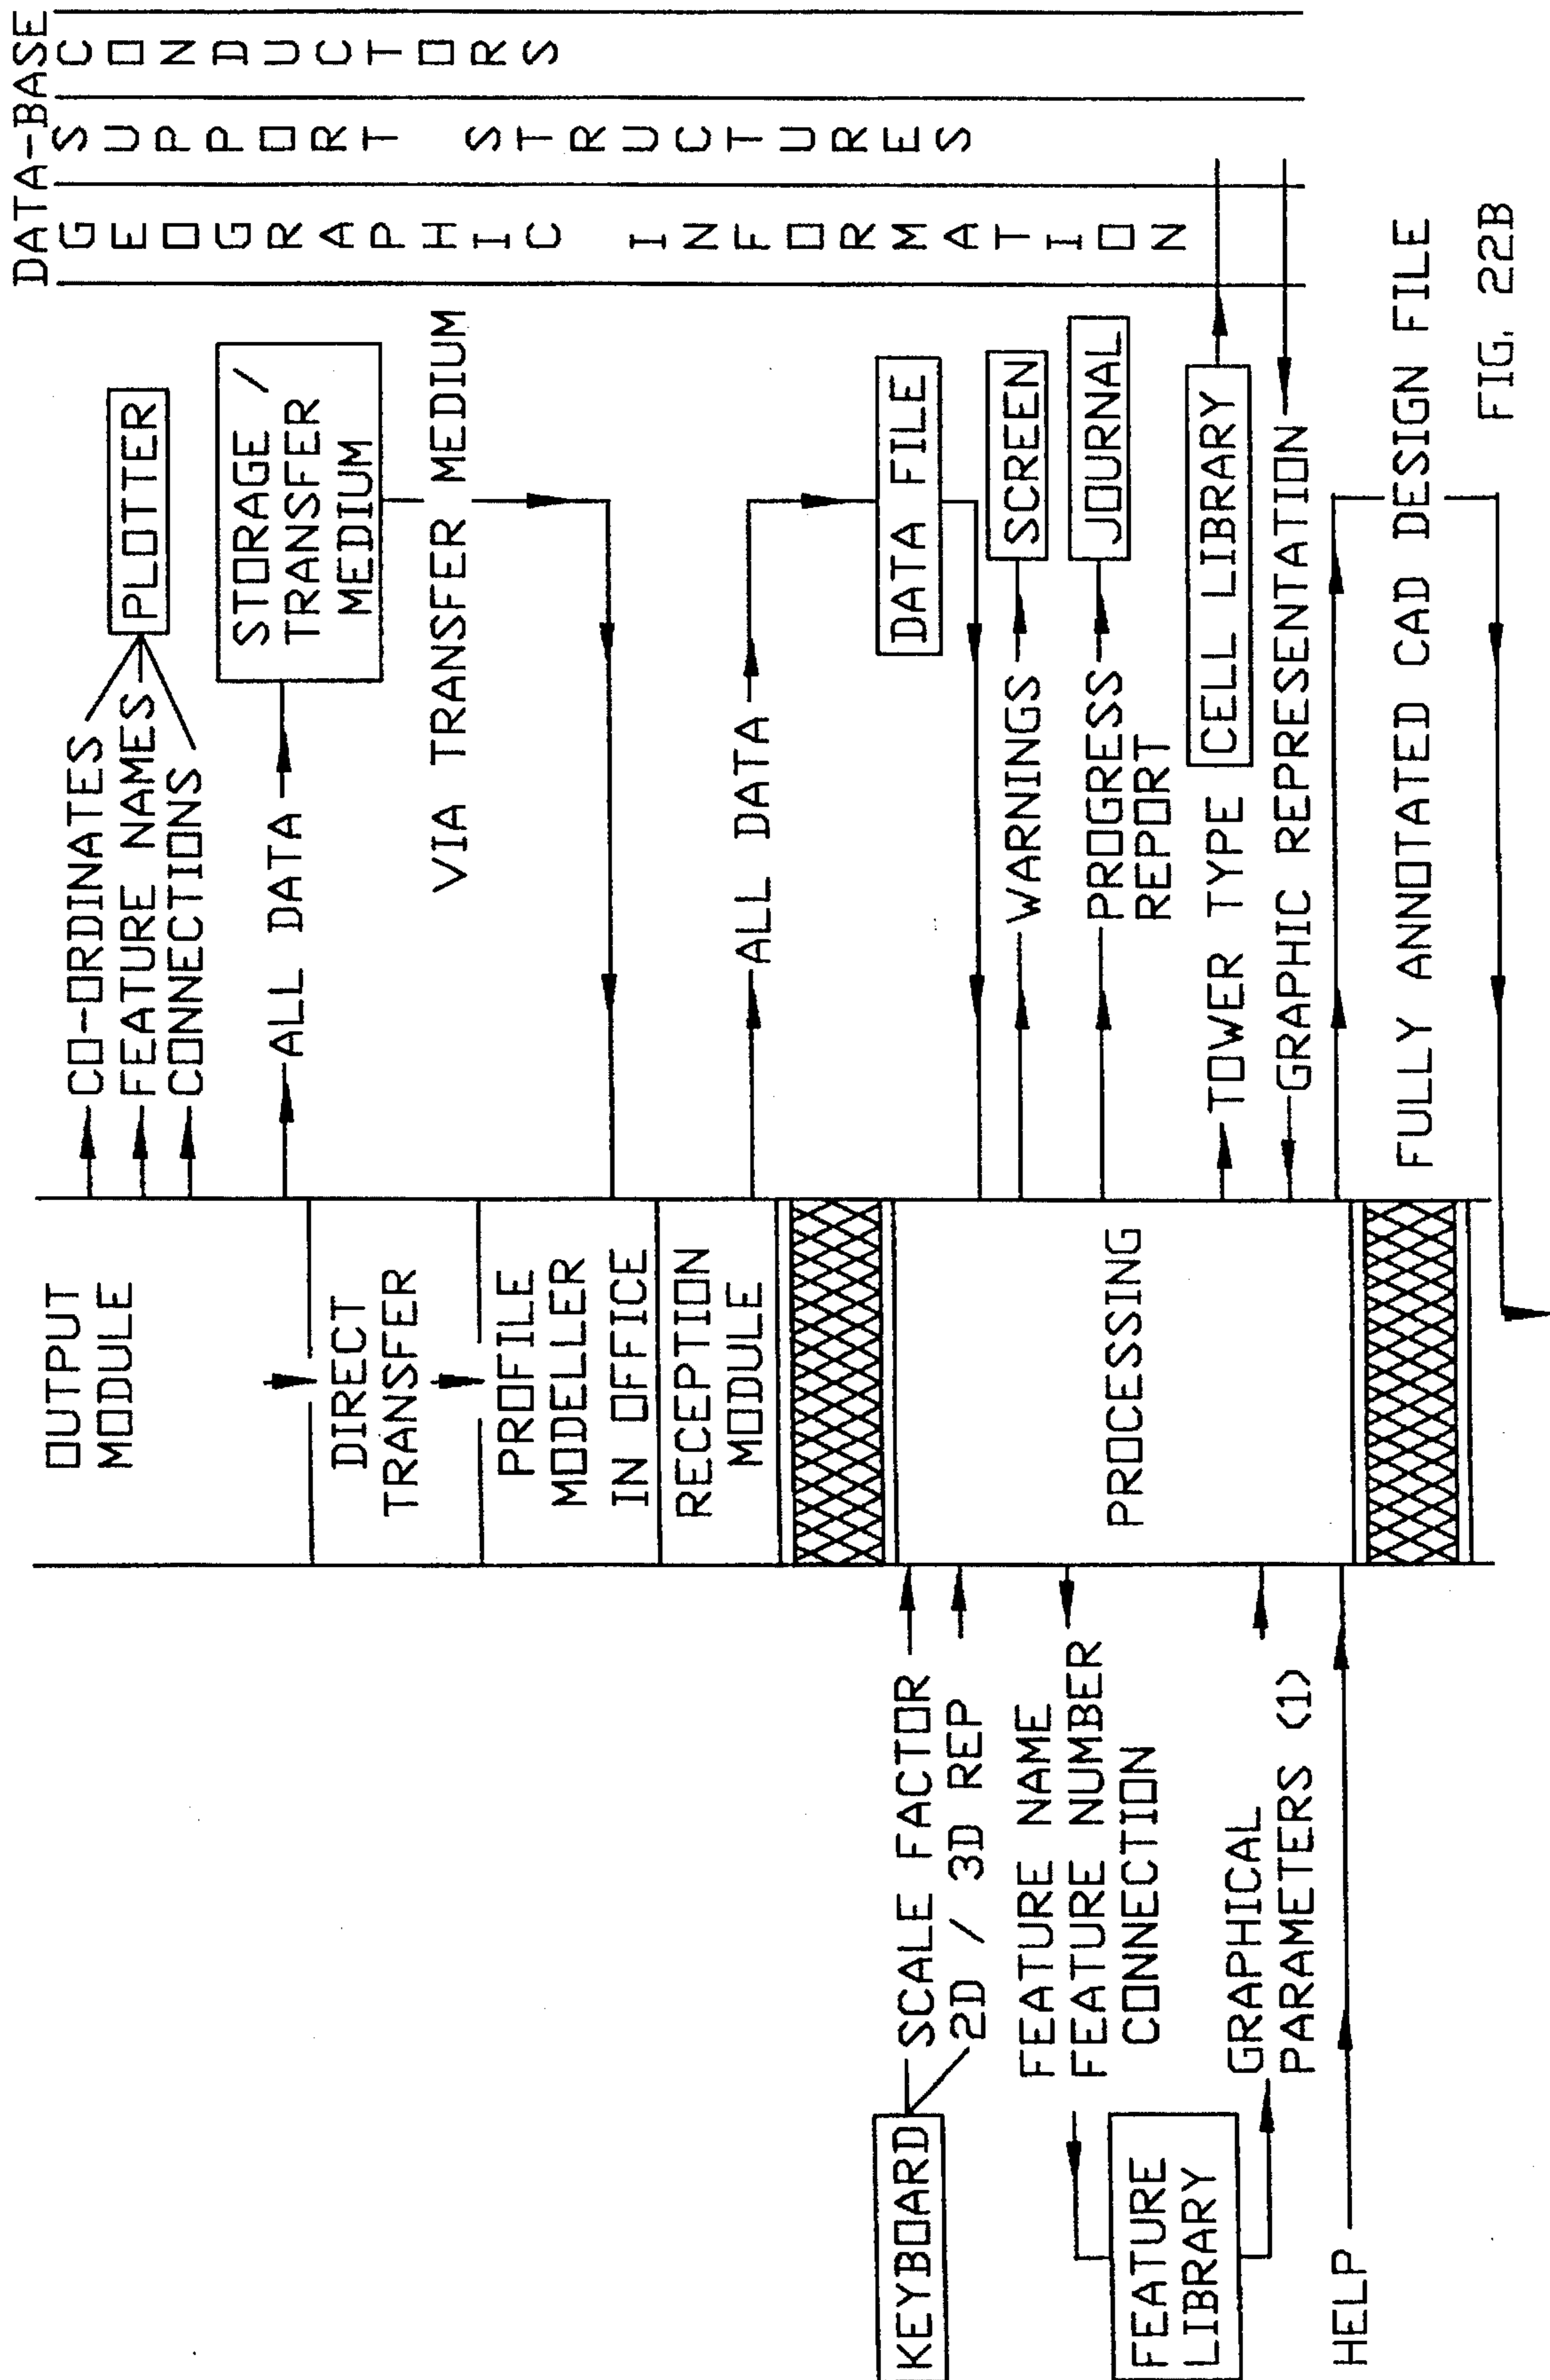 DATA-BASE
GEOGRAPHIC INFORMATION
SUPPORT STRUCTURES
CONDUCTORS
OUTPUT
MODULE
CO-ORDINATES
FEATURE NAMES
CONNECTIONS
PLOTTER
ALL DATA
STORAGE /
TRANSFER
MEDIUM
DIRECT
TRANSFER
VIA TRANSFER MEDIUM
PROFILE
MODELLER
IN OFFICE
RECEPTION
MODULE
ALL DATA
DATA FILE
KEYBOARD
SCALE FACTOR
2D / 3D REP
WARNINGS
SCREEN
FEATURE NAME
FEATURE NUMBER
CONNECTION
PROCESSING
PROGRESS
REPORT
JOURNAL
FEATURE
LIBRARY
GRAPHICAL
PARAMETERS (1)
TOWER TYPE
CELL LIBRARY
GRAPHIC REPRESENTATION
HELP
FULLY ANNOTATED CAD DESIGN FILE
FIG. 22B